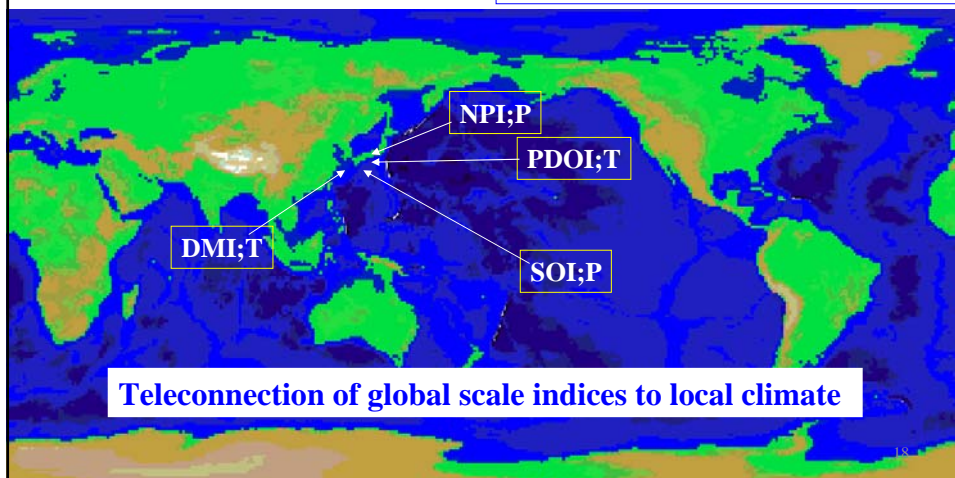 NPI;P
PDOI;T
DMI;T
SOI;P
Teleconnection of global scale indices to local climate
18